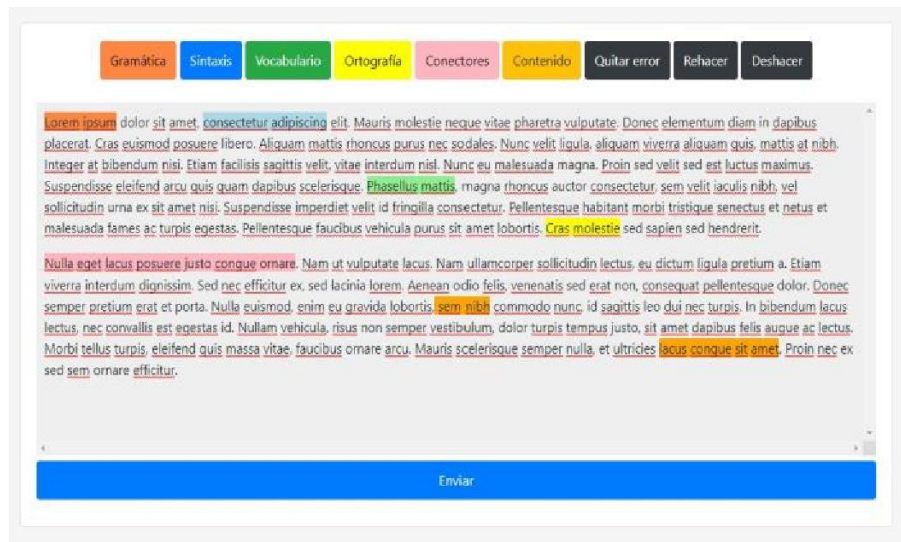 Gramática Sintaxis Vocabulario Ortografía Conectores Contenido Quitar error Rehacer Deshacer
Lorem ipsum dolor sit amet, consectetur adipiscing elit. Mauris molestie neque vitae pharetra vulputate. Donec elementum diam in dapibus
placerat. Cras euismod posuere libero. Aliquam mattis rhoncus purus nec sodales. Nunc velit ligula, aliquam viverra aliquam quis, mattis at nibh.
Integer at bibendum nisi. Etiam facilisis sagittis velit, vitae interdum nisl. Nunc eu malesuada magna. Proin sed velit sed est luctus maximus.
Suspendisse eleifend arcu quis quam dapibus scelerisque. Phasellus mattis, magna rhoncus auctor consectetur, sem velit iaculis nibh, vel
sollicitudin urna ex sit amet nisi. Suspendisse imperdiet velit id fringilla consectetur. Pellentesque habitant morbi tristique senectus et netus et
malesuada fames ac turpis egestas. Pellentesque faucibus vehicula purus sit amet lobortis. Cras molestie sed sapien sed hendrerit.
Nulla eget lacus posuere justo congue ornare. Nam ut vulputate lacus. Nam ullamcorper sollicitudin lectus, eu dictum ligula pretium a. Etiam
viverra interdum dignissim. Sed nec efficitur ex, sed lacinia lorem. Aenean odio felis, venenatis sed erat non, consequat pellentesque dolor. Donec
semper pretium erat et porta. Nulla euismod, enim eu gravida lobortis, sem nibh commodo nunc, id sagittis leo dui nec turpis. In bibendum lacus
lectus, nec convallis est egestas id. Nullam vehicula, risus non semper vestibulum, dolor turpis tempus justo, sit amet dapibus felis augue ac lectus.
Morbi tellus turpis, eleifend quis massa vitae, faucibus ornare arcu. Mauris scelerisque semper nulla, et ultricies lacus congue sit amet. Proin nec ex
sed sem ornare efficitur.
Enviar